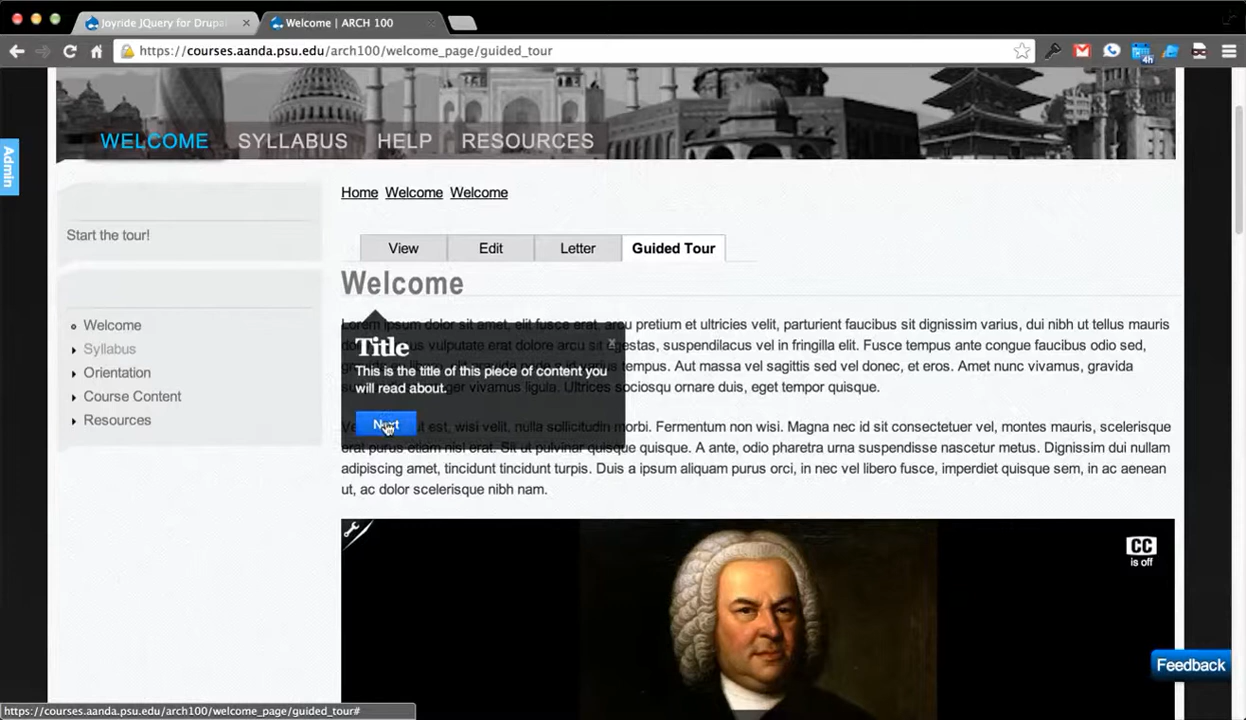 Joyride JQuery for Drupal
Welcome | ARCH 100
https://courses.aanda.psu.edu/arch100/welcome_page/guided_tour
4h
Admin
WELCOME SYLLABUS HELP RESOURCES
Home Welcome Welcome
Start the tour!
View Edit Letter Guided Tour
Welcome
Welcome
Syllabus
Orientation
Course Content
Resources
Lorem ipsum dolor sit amet, elit fusce erat, arcu pretium et ultricies velit, parturient faucibus sit dignissim varius, dui nibh ut tellus mauris
vulputate erat dolore arcu sit egestas, suspendilacus vel in fringilla elit. Fusce tempus ante congue faucibus odio sed,
tempus. Aut massa vel sagittis sed vel donec, et eros. Amet nunc vivamus, gravida
vivamus ligula. Ultrices sociosqu ornare duis, eget tempor quisque.
Title
This is the title of this piece of content you
will read about.
Next
est, wisi velit, nulla sollicitudin morbi. Fermentum non wisi. Magna nec id sit consectetuer vel, montes mauris, scelerisque
erat purus etiam nisl erat. Sit ut pulvinar quisque quisque. A ante, odio pharetra urna suspendisse nascetur metus. Dignissim dui nullam
adipiscing amet, tincidunt tincidunt turpis. Duis a ipsum aliquam purus orci, in nec vel libero fusce, imperdiet quisque sem, in ac aenean
ut, ac dolor scelerisque nibh nam.
CC
is off
Feedback
https://courses.aanda.psu.edu/arch100/welcome_page/guided_tour#